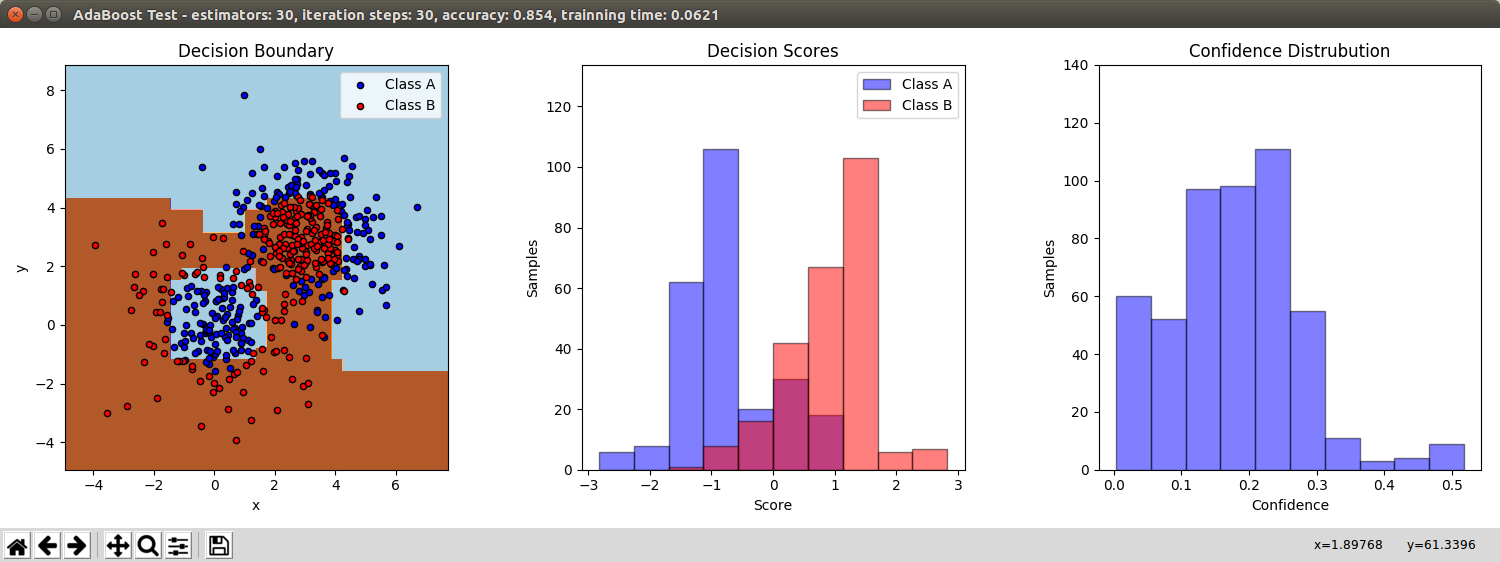 AdaBoost Test - estimators: 30, iteration steps: 30, accuracy: 0.854, trainning time: 0.0621
Decision Boundary
Class A
Class B
8
6
4
2
0
−2
−4
−4 −2 0 2 4 6
x
y
Decision Scores
Class A
Class B
120
100
80
60
40
20
0
−3 −2 −1 0 1 2 3
Score
Samples
Confidence Distrubution
140
120
100
80
60
40
20
0
0.0 0.1 0.2 0.3 0.4 0.5
Confidence
Samples
x=1.89768 y=61.3396